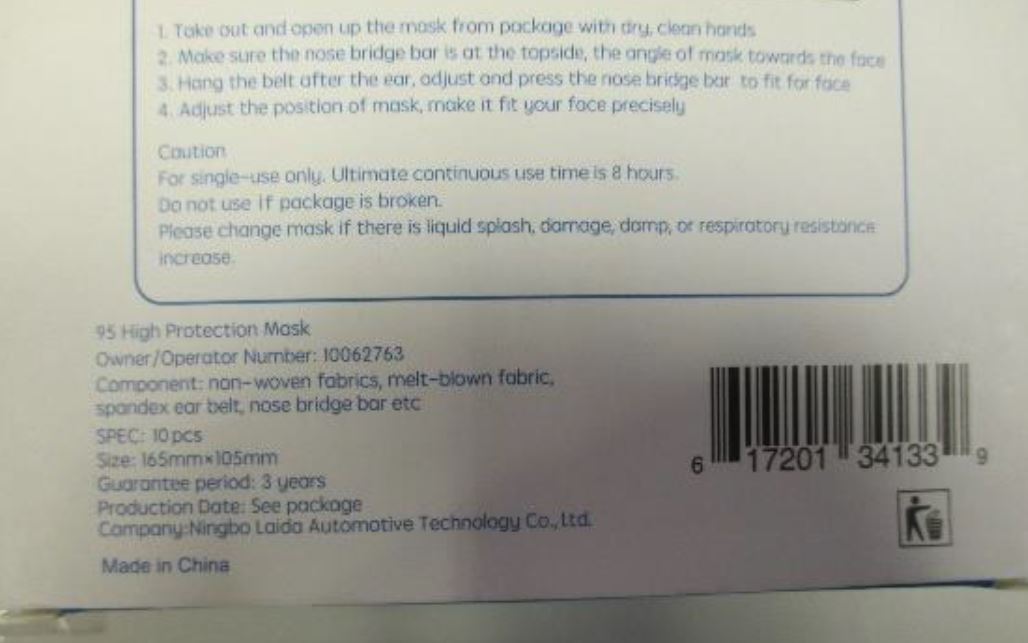 1. Take out and open up the mask from package with dry, clean hands
2. Make sure the nose bridge bar is at the topside, the angle of mask towards the face
3. Hang the belt after the ear, adjust and press the nose bridge bar to fit for face
4. Adjust the position of mask, make it fit your face precisely
Caution
For single-use only. Ultimate continuous use time is 8 hours.
Do not use if package is broken.
Please change mask if there is liquid splash, damage, damp, or respiratory resistance
increase.
95 High Protection Mask
Owner/Operator Number: 10062763
Component: non-woven fabrics, melt-blown fabric,
spandex ear belt, nose bridge bar etc
SPEC: 10pcs
Size: 165mm×105mm
Guarantee period: 3 years
Production Date: See package
Company:Ningbo Laida Automotive Technology Co.,Ltd.
Made in China
6 17201 34133 9